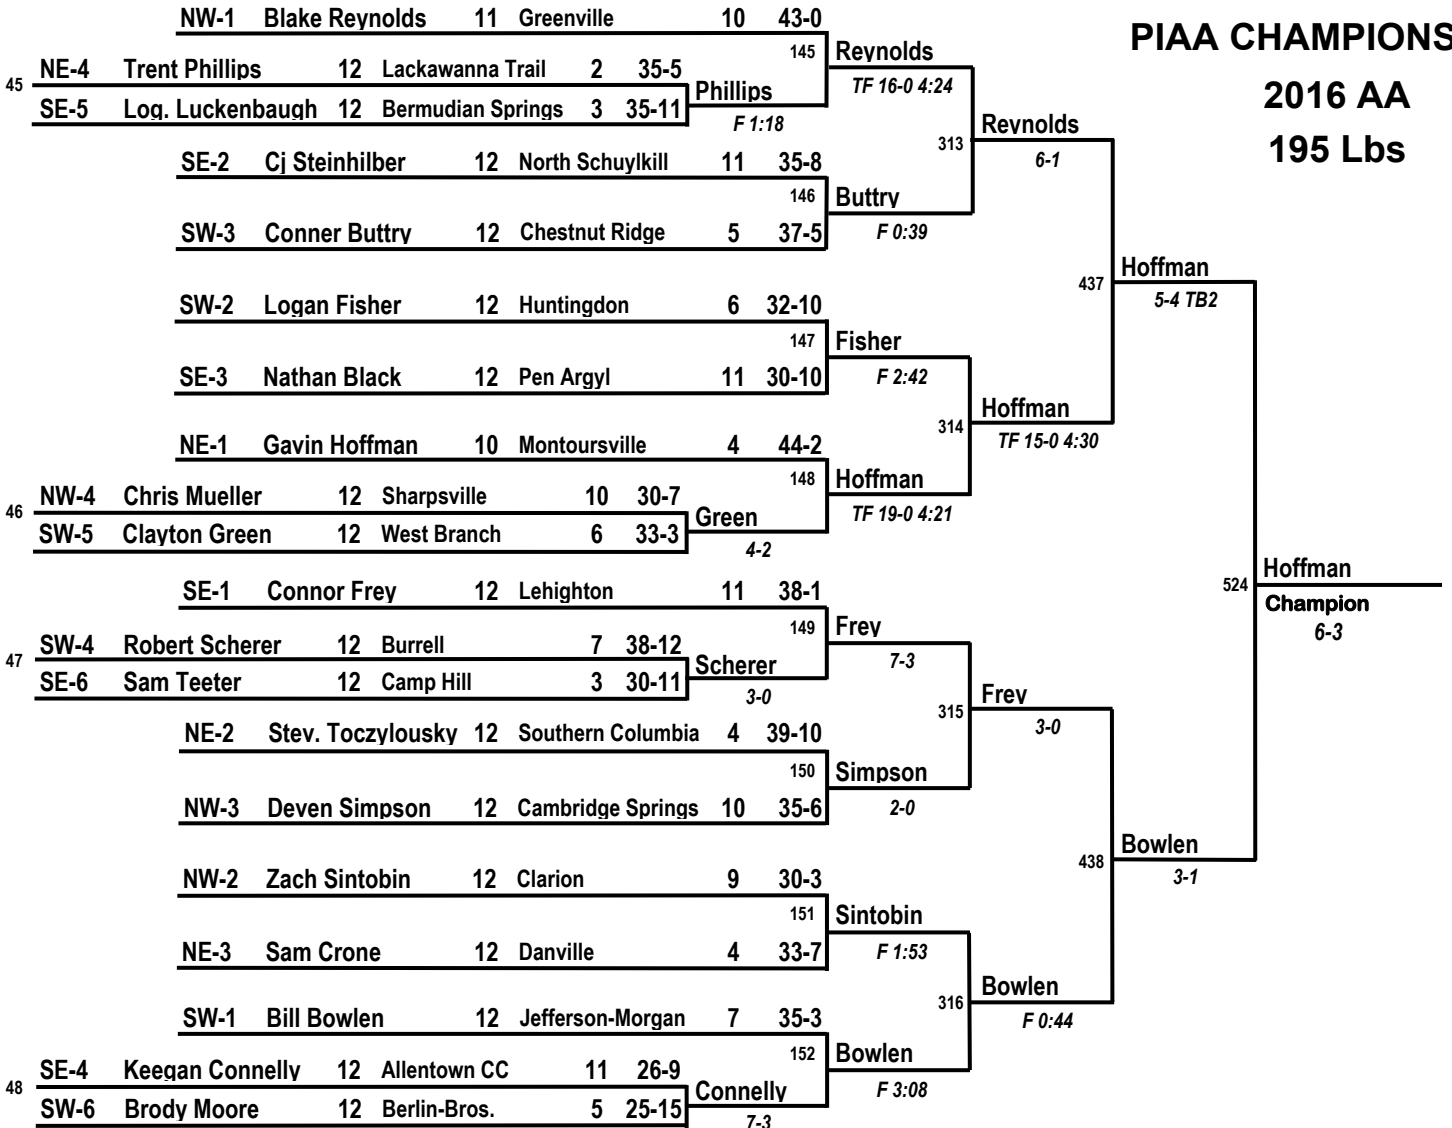 PIAA CHAMPIONS
2016 AA
195 Lbs
NW-1 Blake Reynolds 11 Greenville 10 43-0
145 Reynolds
TF 16-0 4:24
45 NE-4 Trent Phillips 12 Lackawanna Trail 2 35-5
Phillips
SE-5 Log. Luckenbaugh 12 Bermudian Springs 3 35-11
F 1:18
313 Reynolds
6-1
SE-2 Cj Steinhilber 12 North Schuylkill 11 35-8
146 Buttry
F 0:39
SW-3 Conner Buttry 12 Chestnut Ridge 5 37-5
437 Hoffman
5-4 TB2
SW-2 Logan Fisher 12 Huntingdon 6 32-10
147 Fisher
F 2:42
SE-3 Nathan Black 12 Pen Argyl 11 30-10
314 Hoffman
TF 15-0 4:30
NE-1 Gavin Hoffman 10 Montoursville 4 44-2
148 Hoffman
TF 19-0 4:21
46 NW-4 Chris Mueller 12 Sharpsville 10 30-7
Green
SW-5 Clayton Green 12 West Branch 6 33-3
4-2
524 Hoffman
Champion
6-3
SE-1 Connor Frey 12 Lehighton 11 38-1
149 Frey
7-3
47 SW-4 Robert Scherer 12 Burrell 7 38-12
Scherer
SE-6 Sam Teeter 12 Camp Hill 3 30-11
3-0
315 Frey
3-0
NE-2 Stev. Toczylousky 12 Southern Columbia 4 39-10
150 Simpson
2-0
NW-3 Deven Simpson 12 Cambridge Springs 10 35-6
438 Bowlen
3-1
NW-2 Zach Sintobin 12 Clarion 9 30-3
151 Sintobin
F 1:53
NE-3 Sam Crone 12 Danville 4 33-7
316 Bowlen
F 0:44
SW-1 Bill Bowlen 12 Jefferson-Morgan 7 35-3
152 Bowlen
F 3:08
48 SE-4 Keegan Connelly 12 Allentown CC 11 26-9
Connelly
SW-6 Brody Moore 12 Berlin-Bros. 5 25-15
7-3